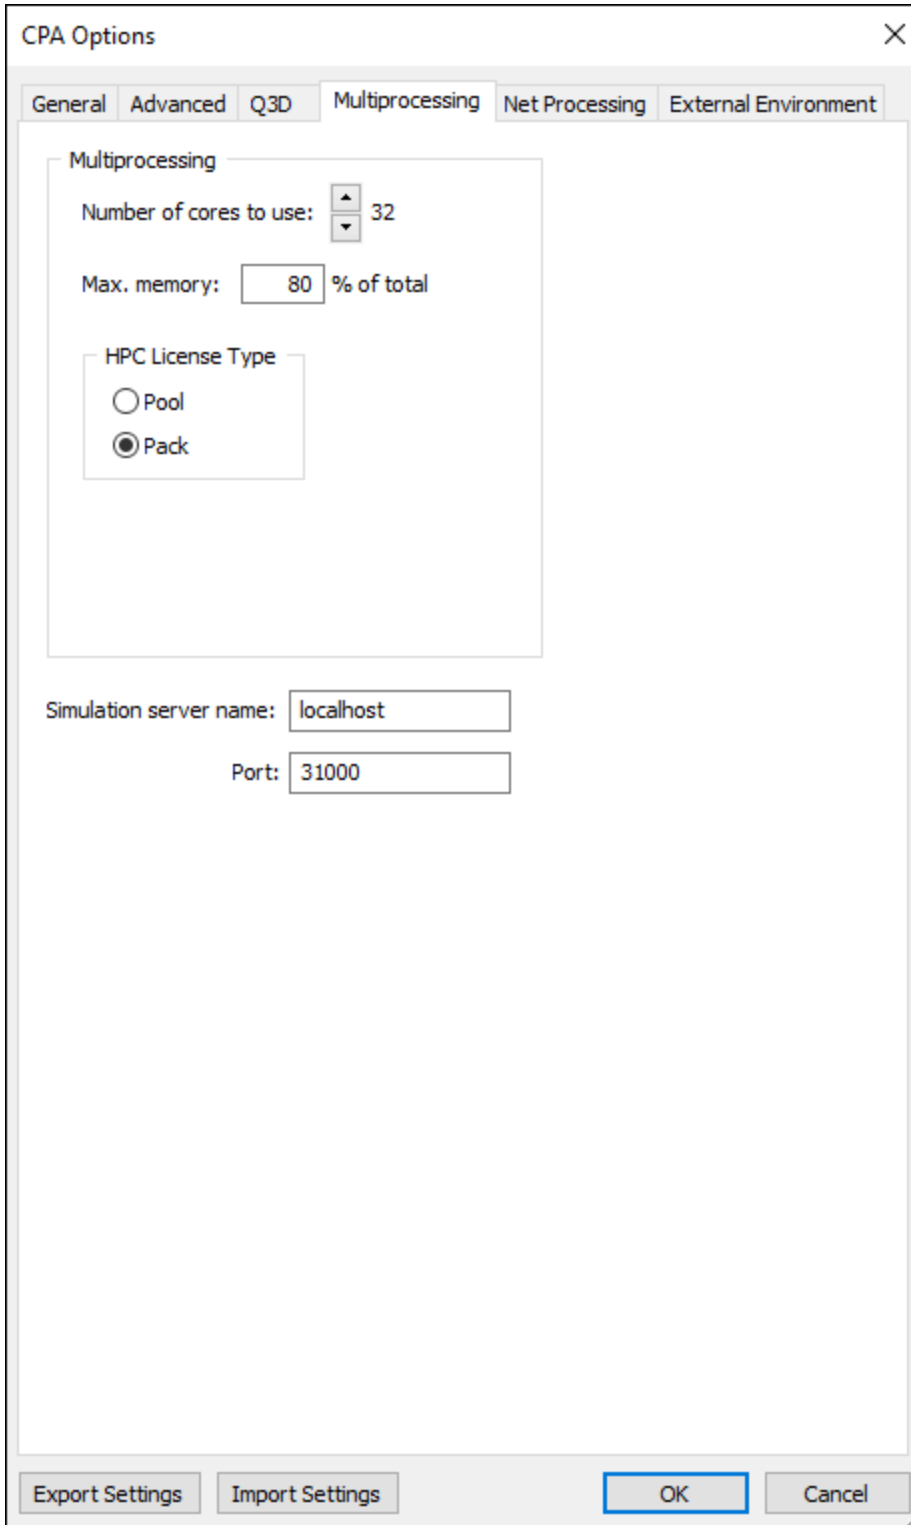 CPA Options
General Advanced Q3D Multiprocessing Net Processing External Environment
Multiprocessing
Number of cores to use: 32
Max. memory: 80 % of total
HPC License Type
Pool
Pack
Simulation server name: localhost
Port: 31000
Export Settings Import Settings OK Cancel